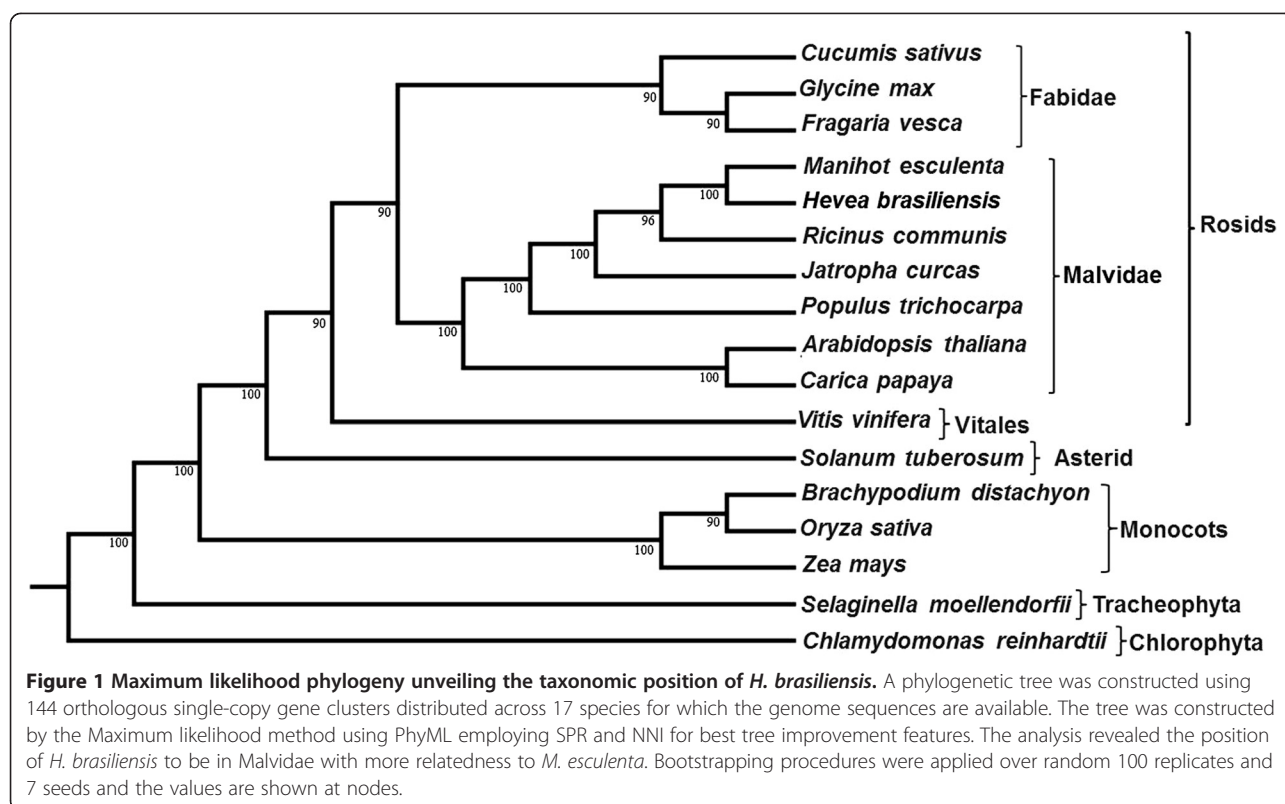 Cucumis sativus
Glycine max
Fragaria vesca
Fabidae
Manihot esculenta
Hevea brasiliensis
Ricinus communis
Jatropha curcas
Populus trichocarpa
Arabidopsis thaliana
Carica papaya
Malvidae
Rosids
Vitis vinifera
Vitales
Solanum tuberosum
Asterid
Brachypodium distachyon
Oryza sativa
Zea mays
Monocots
Selaginella moellendorfii
Tracheophyta
Chlamydomonas reinhardtii
Chlorophyta
90
90
90
100
96
100
100
100
100
90
100
100
90
100
100
Figure 1 Maximum likelihood phylogeny unveiling the taxonomic position of H. brasiliensis. A phylogenetic tree was constructed using
144 orthologous single-copy gene clusters distributed across 17 species for which the genome sequences are available. The tree was constructed
by the Maximum likelihood method using PhyML employing SPR and NNI for best tree improvement features. The analysis revealed the position
of H. brasiliensis to be in Malvidae with more relatedness to M. esculenta. Bootstrapping procedures were applied over random 100 replicates and
7 seeds and the values are shown at nodes.